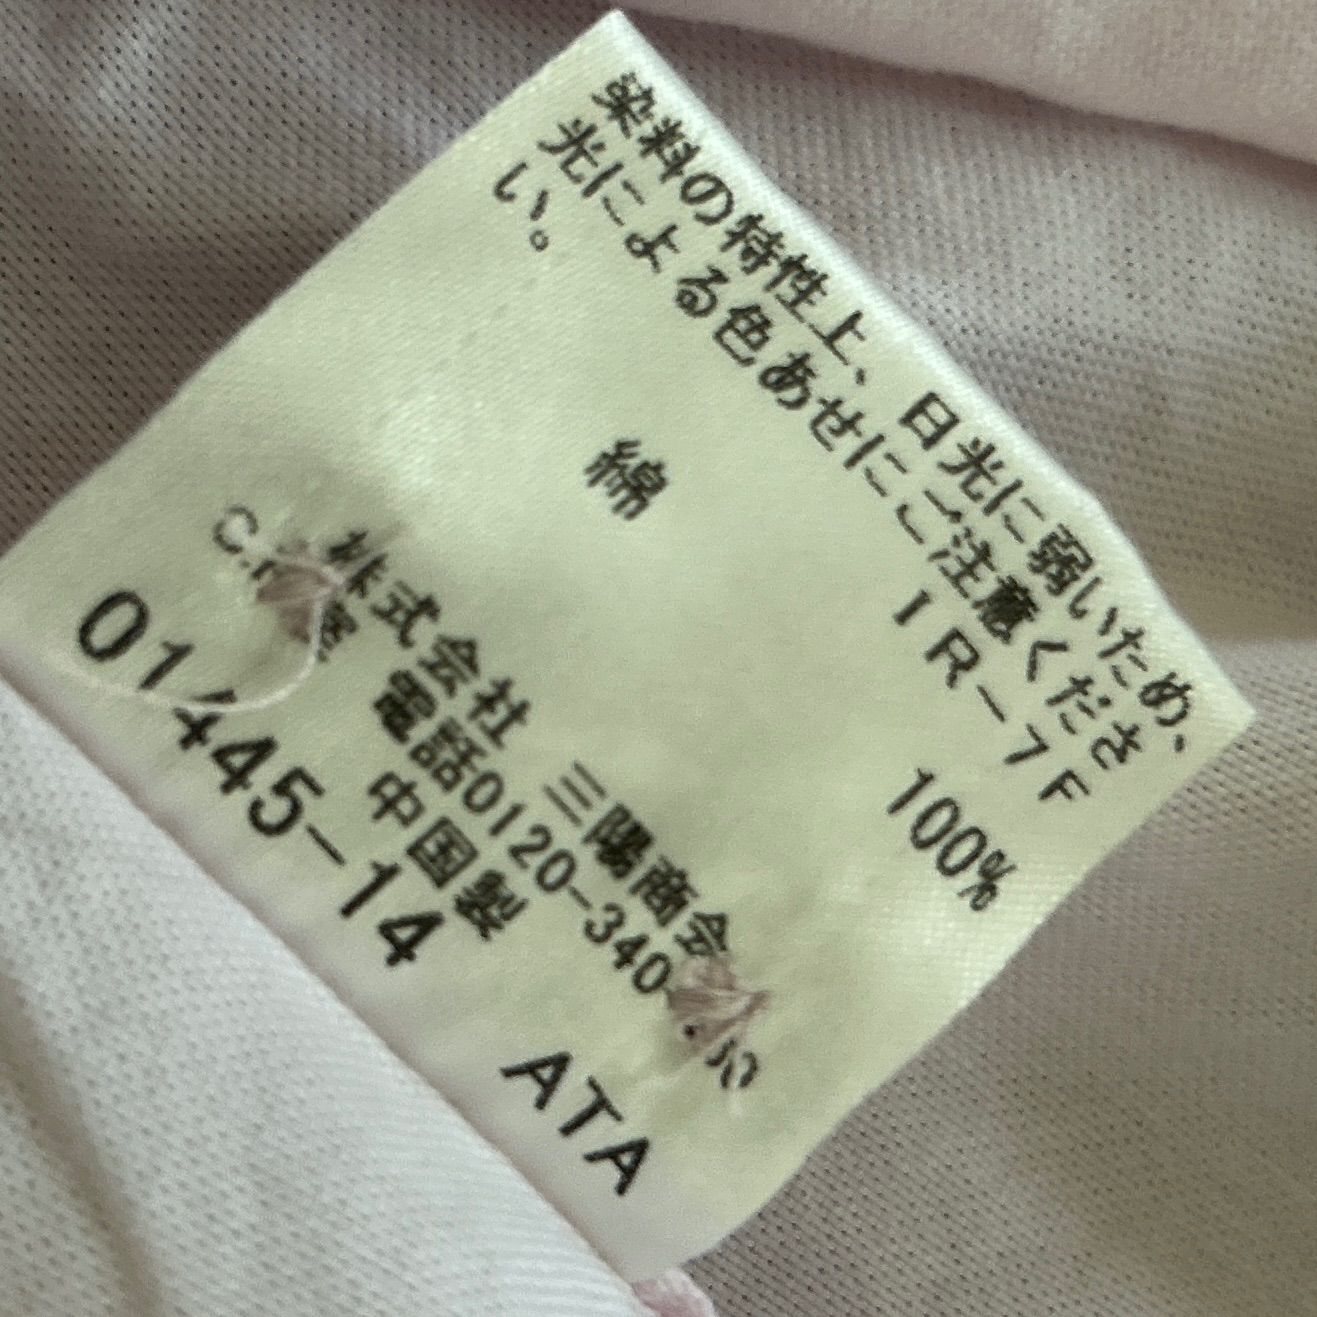 染料の特性上、日光に弱いため、
光による色あせにご注意くださ
い。
IR-7F
綿 100%
株式会社 三陽商会
電話0120-340
中国製
01445-14 ATA